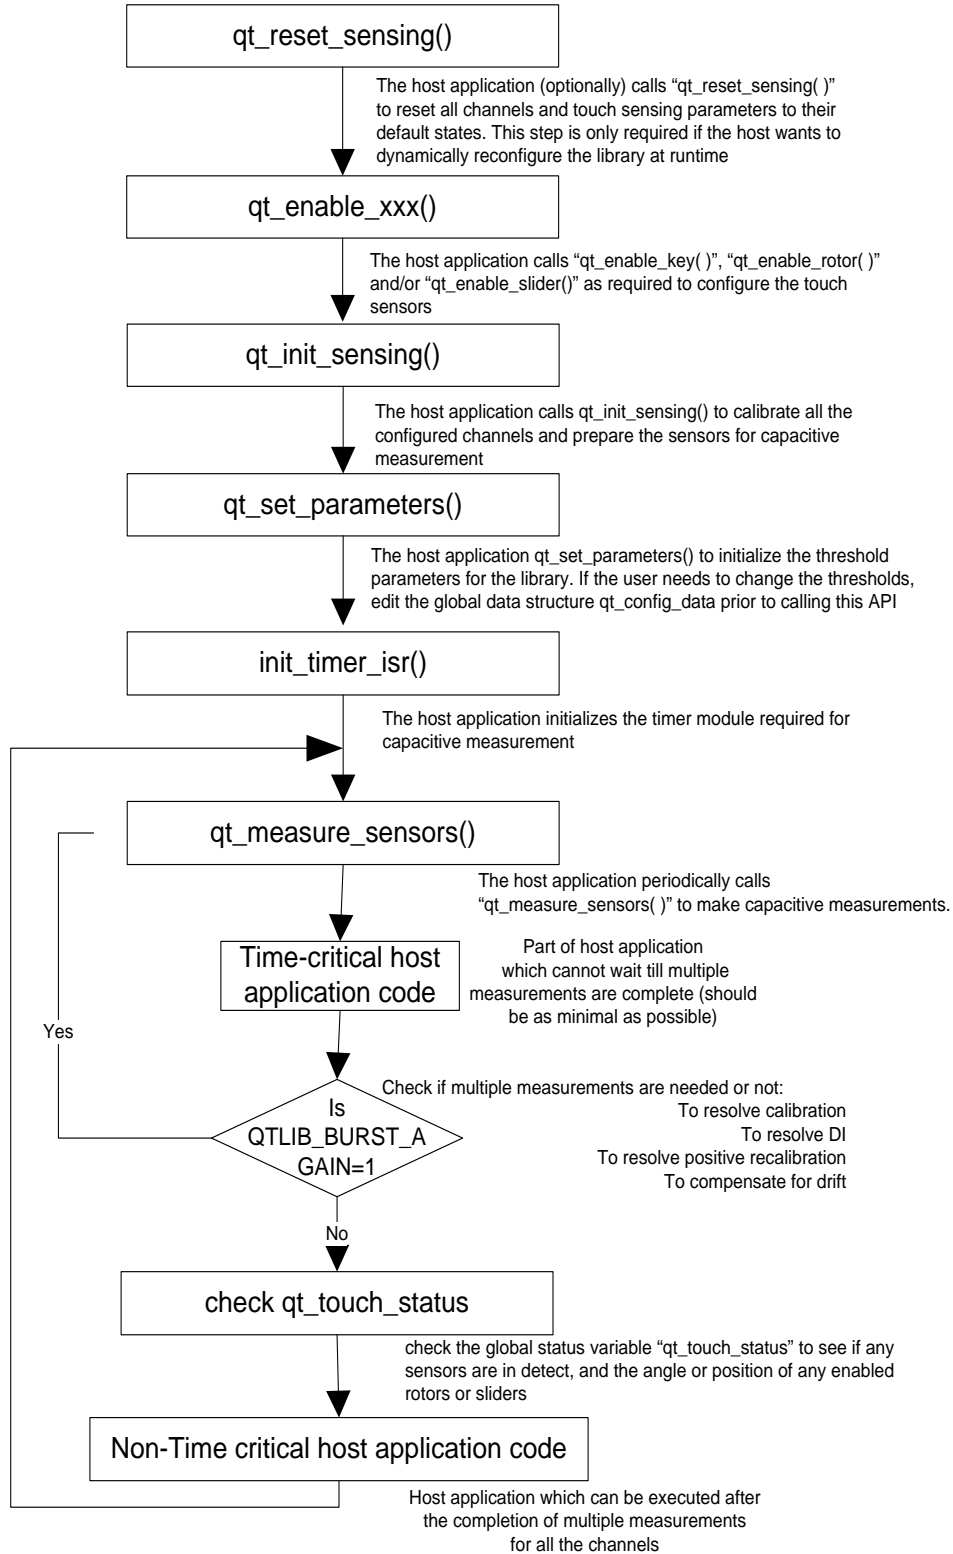 qt_reset_sensing()
The host application (optionally) calls “qt_reset_sensing( )”
to reset all channels and touch sensing parameters to their
default states. This step is only required if the host wants to
dynamically reconfigure the library at runtime
qt_enable_xxx()
The host application calls “qt_enable_key( )”, “qt_enable_rotor( )”
and/or “qt_enable_slider()” as required to configure the touch
sensors
qt_init_sensing()
The host application calls qt_init_sensing() to calibrate all the
configured channels and prepare the sensors for capacitive
measurement
qt_set_parameters()
The host application qt_set_parameters() to initialize the threshold
parameters for the library. If the user needs to change the thresholds,
edit the global data structure qt_config_data prior to calling this API
init_timer_isr()
The host application initializes the timer module required for
capacitive measurement
qt_measure_sensors()
The host application periodically calls
“qt_measure_sensors( )” to make capacitive measurements.
Time-critical host
application code
Part of host application
which cannot wait till multiple
measurements are complete (should
be as minimal as possible)
Yes
Is
QTLIB_BURST_A
GAIN=1
Check if multiple measurements are needed or not:
To resolve calibration
To resolve DI
To resolve positive recalibration
To compensate for drift
No
check qt_touch_status
check the global status variable “qt_touch_status” to see if any
sensors are in detect, and the angle or position of any enabled
rotors or sliders
Non-Time critical host application code
Host application which can be executed after
the completion of multiple measurements
for all the channels